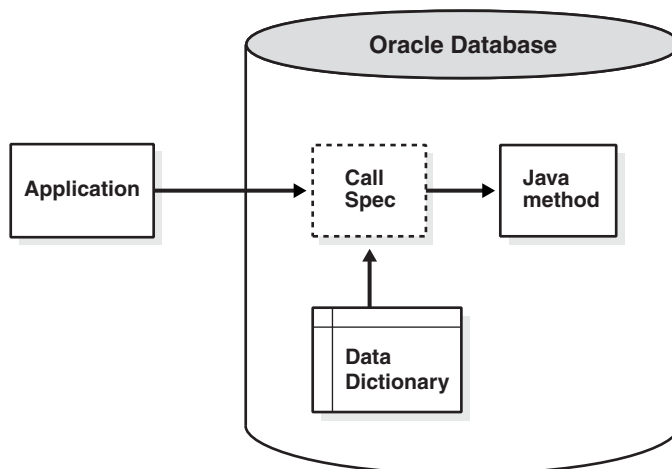 Oracle Database
Application
Call
Spec
Java
method
Data
Dictionary